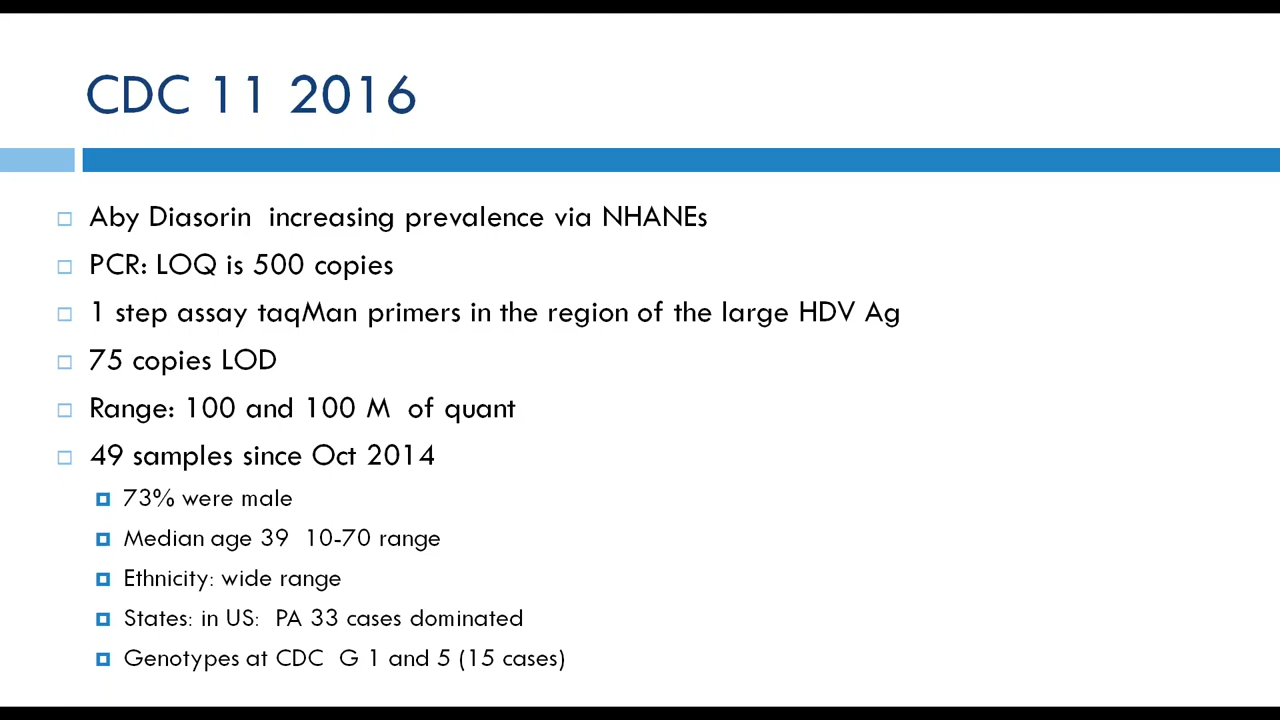 CDC 11 2016
Aby Diasorin increasing prevalence via NHANEs
PCR: LOQ is 500 copies
1 step assay taqMan primers in the region of the large HDV Ag
75 copies LOD
Range: 100 and 100 M of quant
49 samples since Oct 2014
73% were male
Median age 39 10-70 range
Ethnicity: wide range
States: in US: PA 33 cases dominated
Genotypes at CDC G 1 and 5 (15 cases)